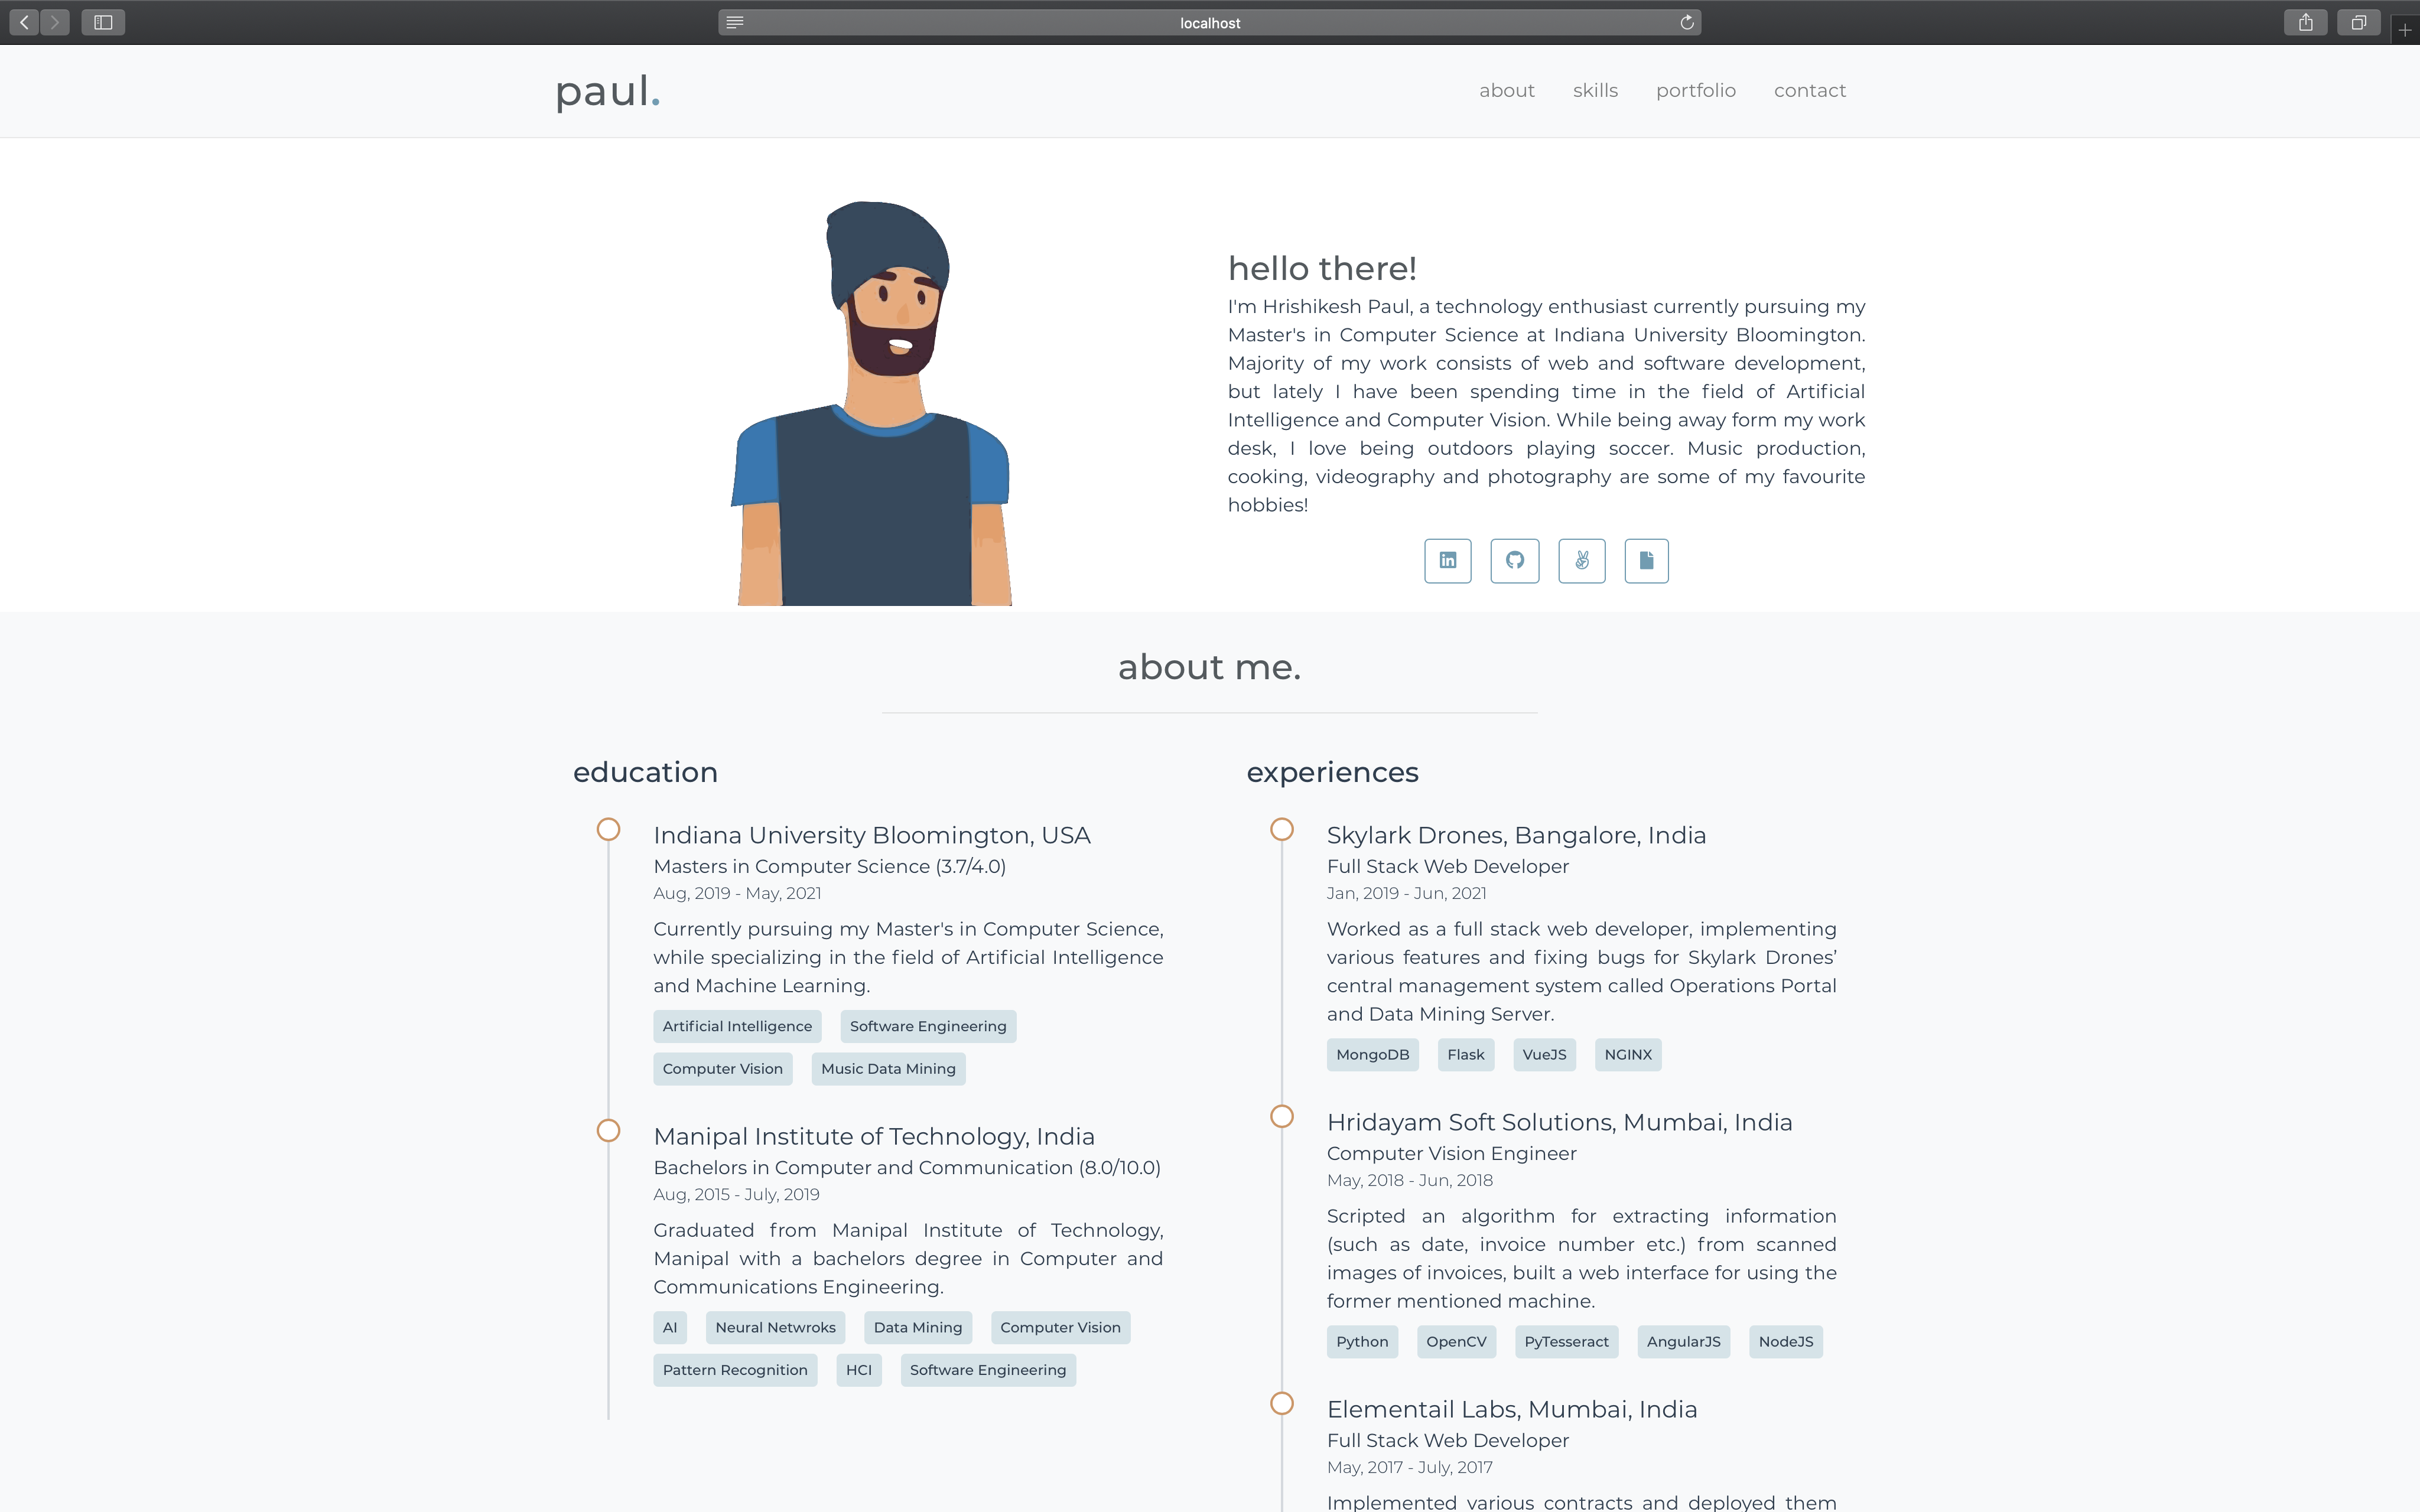 localhost
paul.
about skills portfolio contact
hello there!
I'm Hrishikesh Paul, a technology enthusiast currently pursuing my
Master's in Computer Science at Indiana University Bloomington.
Majority of my work consists of web and software development,
but lately I have been spending time in the field of Artificial
Intelligence and Computer Vision. While being away form my work
desk, I love being outdoors playing soccer. Music production,
cooking, videography and photography are some of my favourite
hobbies!
in
about me.
education
Indiana University Bloomington, USA
Masters in Computer Science (3.7/4.0)
Aug, 2019 - May, 2021
Currently pursuing my Master's in Computer Science,
while specializing in the field of Artificial Intelligence
and Machine Learning.
Artificial Intelligence Software Engineering
Computer Vision Music Data Mining
Manipal Institute of Technology, India
Bachelors in Computer and Communication (8.0/10.0)
Aug, 2015 - July, 2019
Graduated from Manipal Institute of Technology,
Manipal with a bachelors degree in Computer and
Communications Engineering.
AI Neural Netwroks Data Mining Computer Vision
Pattern Recognition HCI Software Engineering
experiences
Skylark Drones, Bangalore, India
Full Stack Web Developer
Jan, 2019 - Jun, 2021
Worked as a full stack web developer, implementing
various features and fixing bugs for Skylark Drones’
central management system called Operations Portal
and Data Mining Server.
MongoDB Flask VueJS NGINX
Hridayam Soft Solutions, Mumbai, India
Computer Vision Engineer
May, 2018 - Jun, 2018
Scripted an algorithm for extracting information
(such as date, invoice number etc.) from scanned
images of invoices, built a web interface for using the
former mentioned machine.
Python OpenCV PyTesseract AngularJS NodeJS
Elementail Labs, Mumbai, India
Full Stack Web Developer
May, 2017 - July, 2017
Implemented various contracts and deployed them